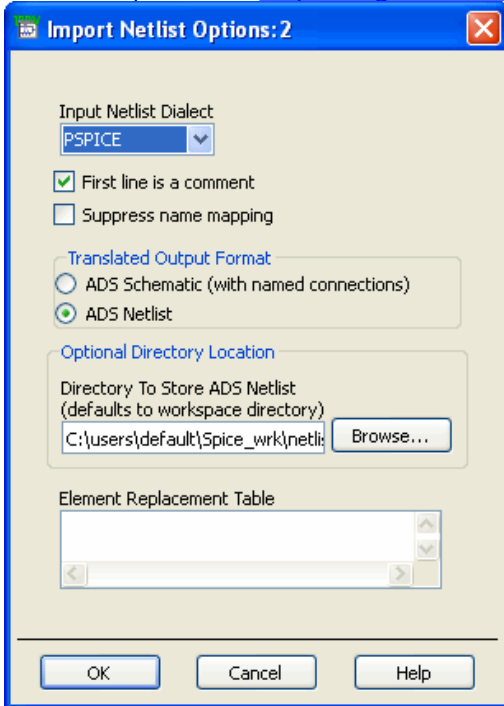 Import Netlist Options:2
Input Netlist Dialect
PSPICE
First line is a comment
Suppress name mapping
Translated Output Format
ADS Schematic (with named connections)
ADS Netlist
Optional Directory Location
Directory To Store ADS Netlist
(defaults to workspace directory)
C:\users\default\Spice_wrk\netlis
Browse...
Element Replacement Table
OK
Cancel
Help